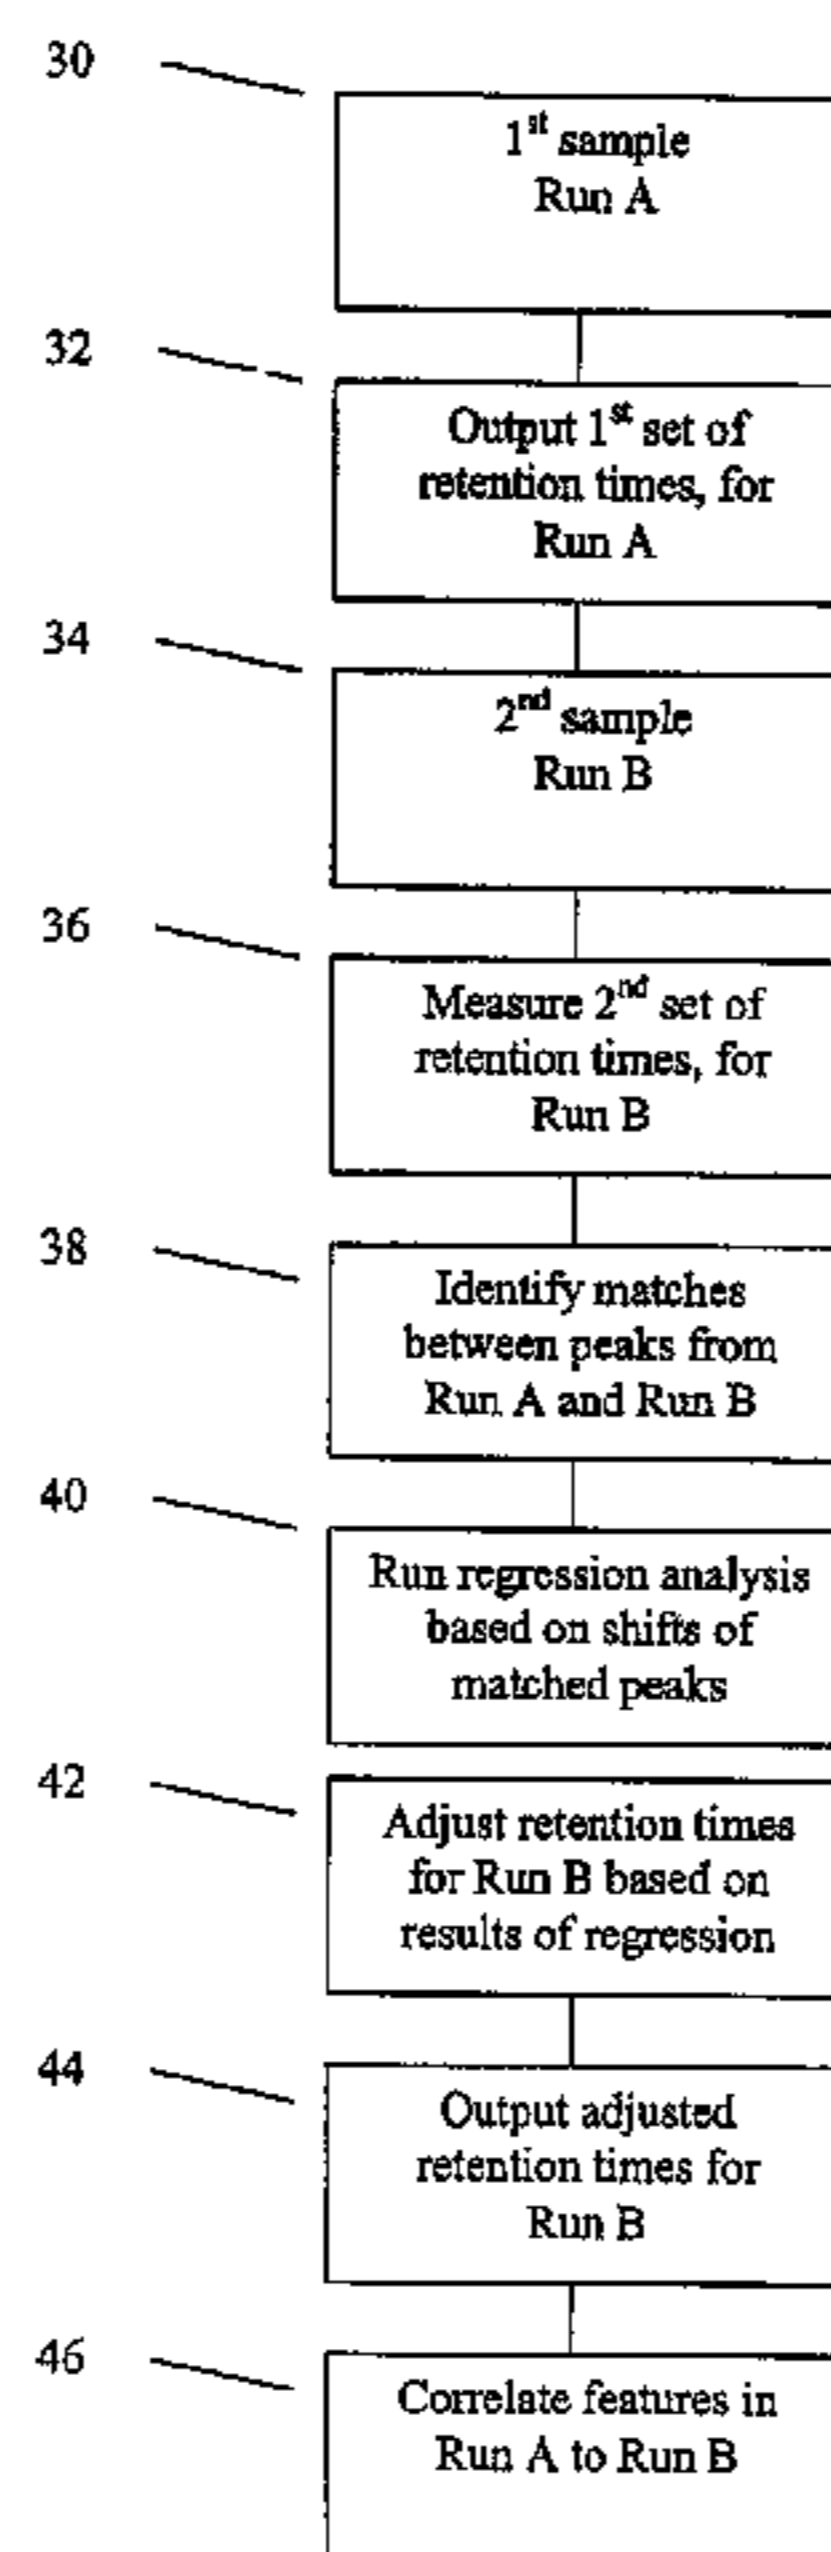 30
1st sample
Run A
32
Output 1st set of
retention times, for
Run A
34
2nd sample
Run B
36
Measure 2nd set of
retention times, for
Run B
38
Identify matches
between peaks from
Run A and Run B
40
Run regression analysis
based on shifts of
matched peaks
42
Adjust retention times
for Run B based on
results of regression
44
Output adjusted
retention times for
Run B
46
Correlate features in
Run A to Run B